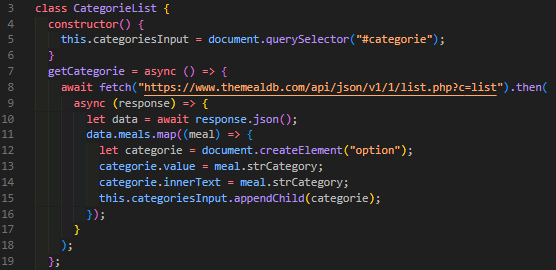 3 class CategorieList {
4 constructor() {
5 this.categoriesInput = document.querySelector("#categorie");
6 }
7 getCategorie = async () => {
8 await fetch("https://www.themealdb.com/api/json/v1/1/list.php?c=list").then(
9 async (response) => {
10 let data = await response.json();
11 data.meals.map((meal) => {
12 let categorie = document.createElement("option");
13 categorie.value = meal.strCategory;
14 categorie.innerText = meal.strCategory;
15 this.categoriesInput.appendChild(categorie);
16 });
17 }
18 );
19 };